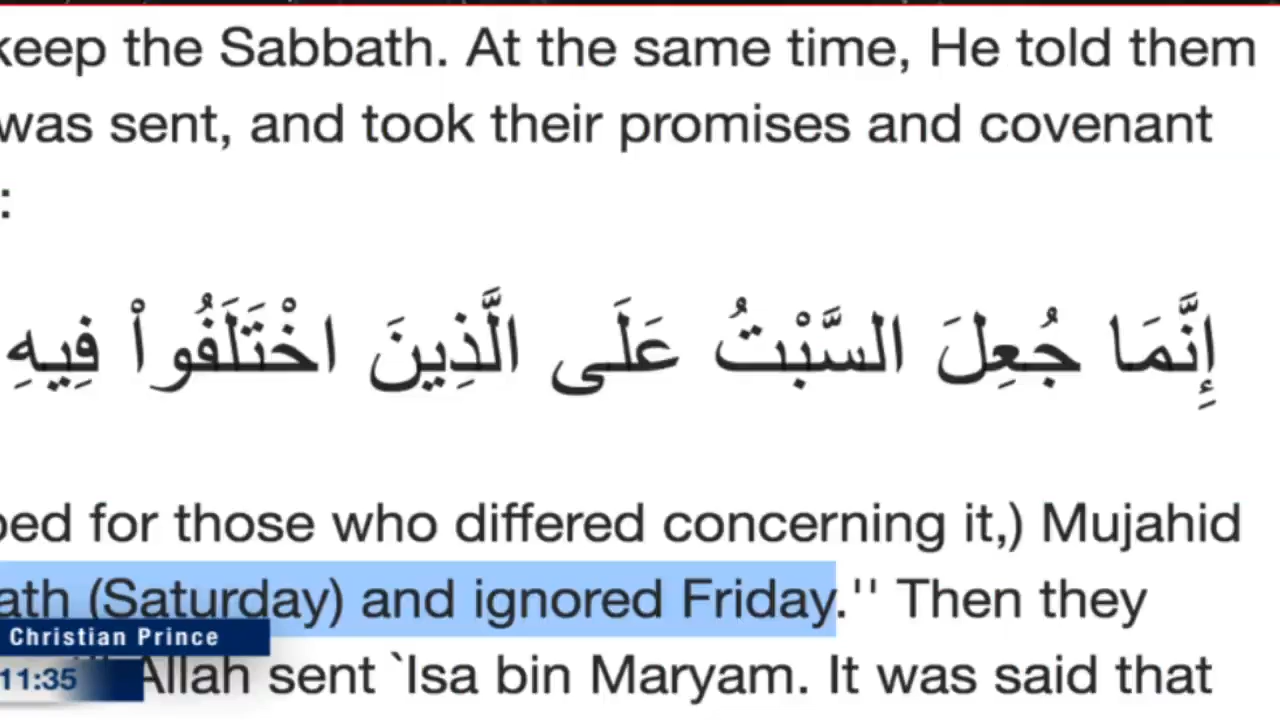 keep the Sabbath. At the same time, He told them
was sent, and took their promises and covenant
:
إِنَّمَا جُعِلَ السَّبْتُ عَلَى الَّذِينَ اخْتَلَفُواْ فِيهِ
bed for those who differed concerning it,) Mujahid
ath (Saturday) and ignored Friday.'' Then they
Christian Prince
Allah sent `Isa bin Maryam. It was said that
11:35